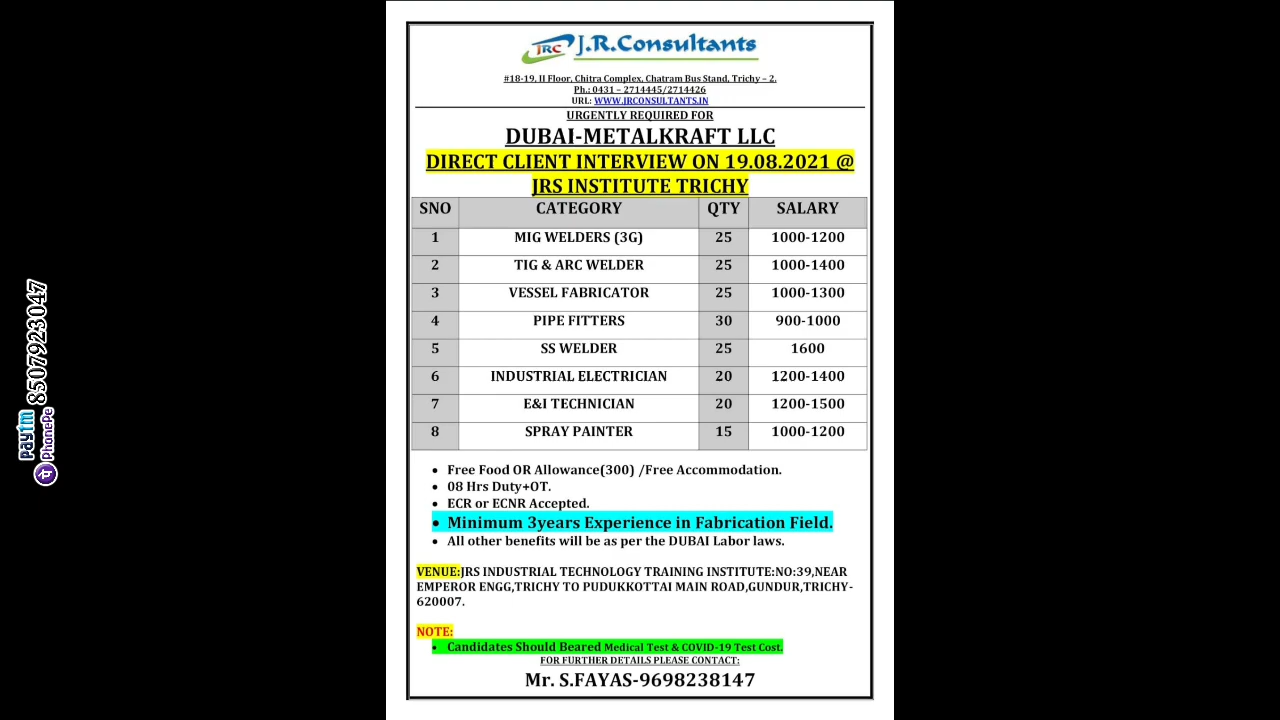 JRC J.R.Consultants
#18-19, II Floor, Chitra Complex, Chatram Bus Stand, Trichy – 2.
Ph.: 0431 – 2714445/2714426
URL: WWW.JRCONSULTANTS.IN
URGENTLY REQUIRED FOR
DUBAI-METALKRAFT LLC
DIRECT CLIENT INTERVIEW ON 19.08.2021 @
JRS INSTITUTE TRICHY
SNO CATEGORY QTY SALARY
1 MIG WELDERS (3G) 25 1000-1200
2 TIG & ARC WELDER 25 1000-1400
3 VESSEL FABRICATOR 25 1000-1300
4 PIPE FITTERS 30 900-1000
5 SS WELDER 25 1600
6 INDUSTRIAL ELECTRICIAN 20 1200-1400
7 E&I TECHNICIAN 20 1200-1500
8 SPRAY PAINTER 15 1000-1200
• Free Food OR Allowance(300) /Free Accommodation.
• 08 Hrs Duty+OT.
• ECR or ECNR Accepted.
• Minimum 3years Experience in Fabrication Field.
• All other benefits will be as per the DUBAI Labor laws.
VENUE:JRS INDUSTRIAL TECHNOLOGY TRAINING INSTITUTE:NO:39,NEAR
EMPEROR ENGG,TRICHY TO PUDUKKOTTAI MAIN ROAD,GUNDUR,TRICHY-
620007.
NOTE:
• Candidates Should Beared Medical Test & COVID-19 Test Cost.
FOR FURTHER DETAILS PLEASE CONTACT:
Mr. S.FAYAS-9698238147
paytm
पे PhonePe
8507923047